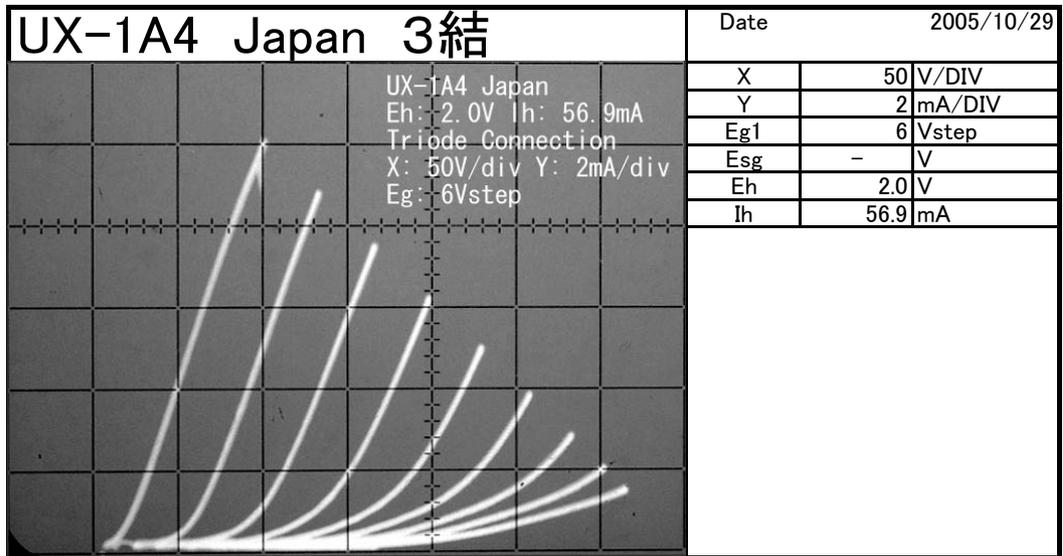 UX-1A4 Japan 3結
Date 2005/10/29
UX-1A4 Japan
Eh: 2.0V Ih: 56.9mA
Triode Connection
X: 50V/div Y: 2mA/div
Eg: 6Vstep
X 50 V/DIV
Y 2 mA/DIV
Eg1 6 Vstep
Esg - V
Eh 2.0 V
Ih 56.9 mA